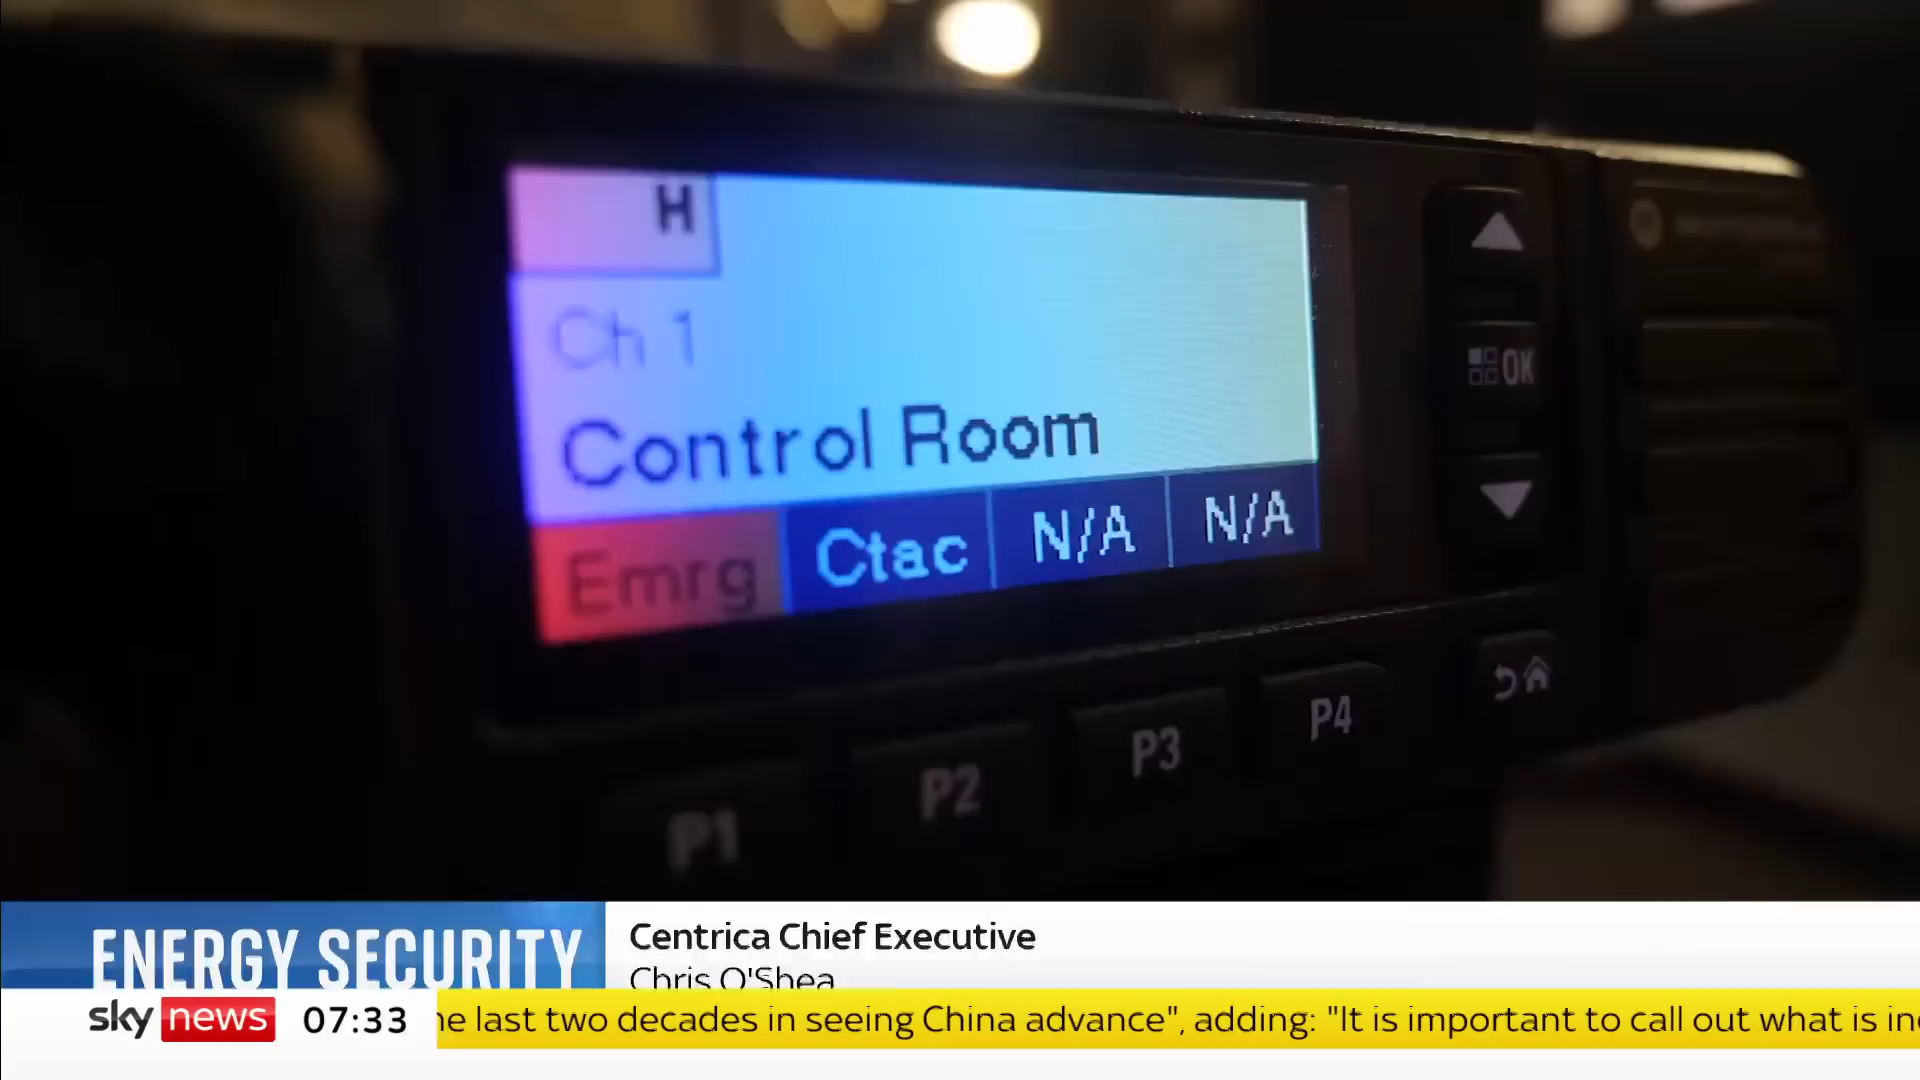 H
Ch 1
Control Room
Emrg Ctac N/A N/A
OK
P1 P2 P3 P4
ENERGY SECURITY
Centrica Chief Executive
Chris O'Shea
sky news 07:33
last two decades in seeing China advance", adding: "It is important to call out what is